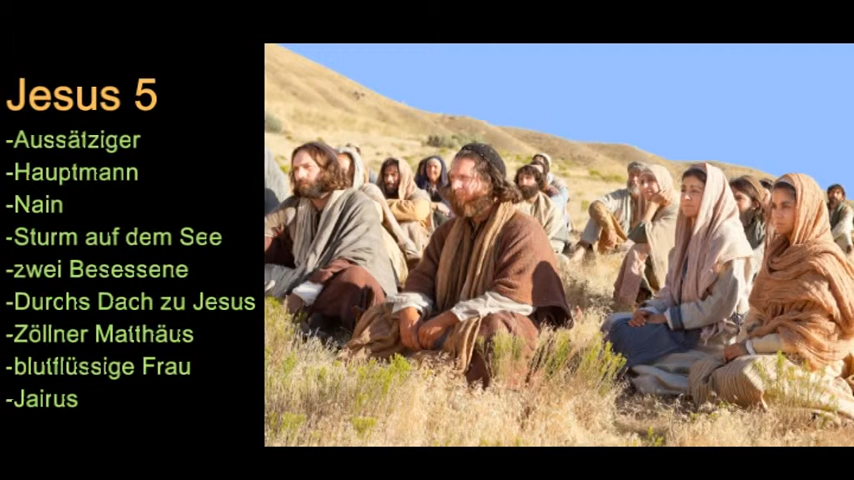 Jesus 5
-Aussätziger
-Hauptmann
-Nain
-Sturm auf dem See
-zwei Besessene
-Durchs Dach zu Jesus
-Zöllner Matthäus
-blutflüssige Frau
-Jairus